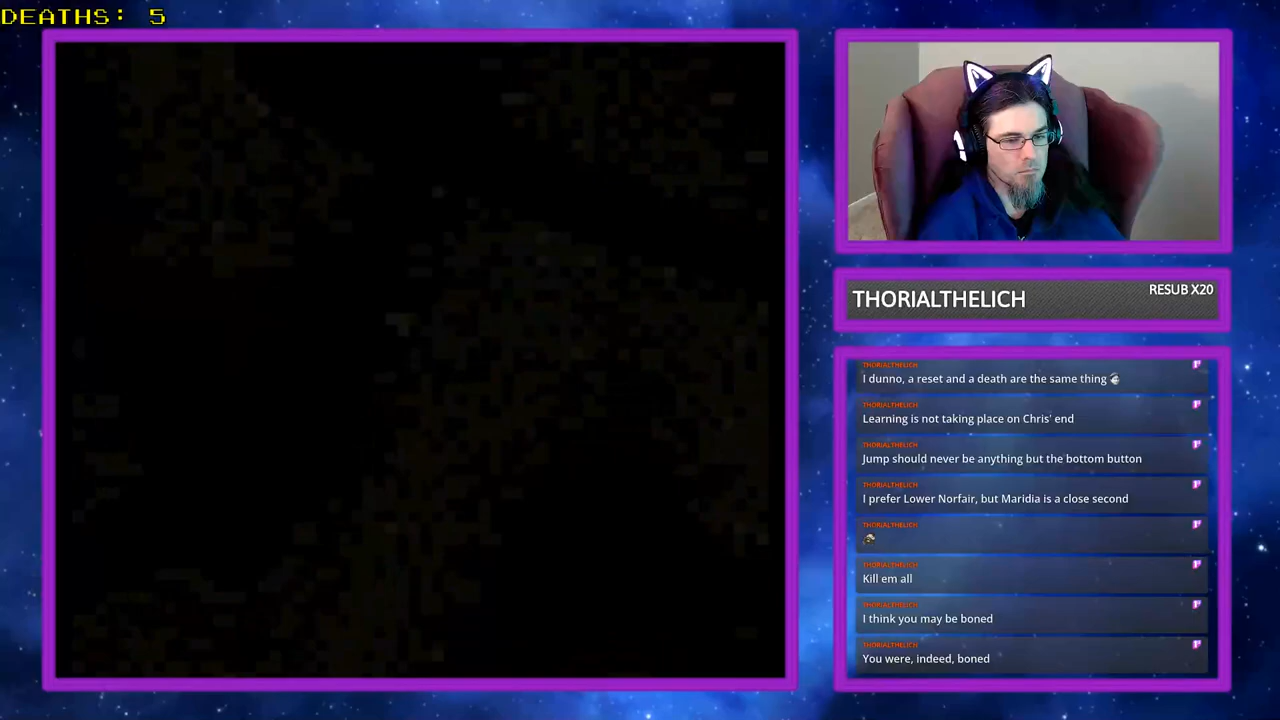 DEATHS: 5
THORIALTHELICH
RESUB X20
THORIALTHELICH
I dunno, a reset and a death are the same thing
THORIALTHELICH
Learning is not taking place on Chris' end
THORIALTHELICH
Jump should never be anything but the bottom button
THORIALTHELICH
I prefer Lower Norfair, but Maridia is a close second
THORIALTHELICH
THORIALTHELICH
Kill em all
THORIALTHELICH
I think you may be boned
THORIALTHELICH
You were, indeed, boned